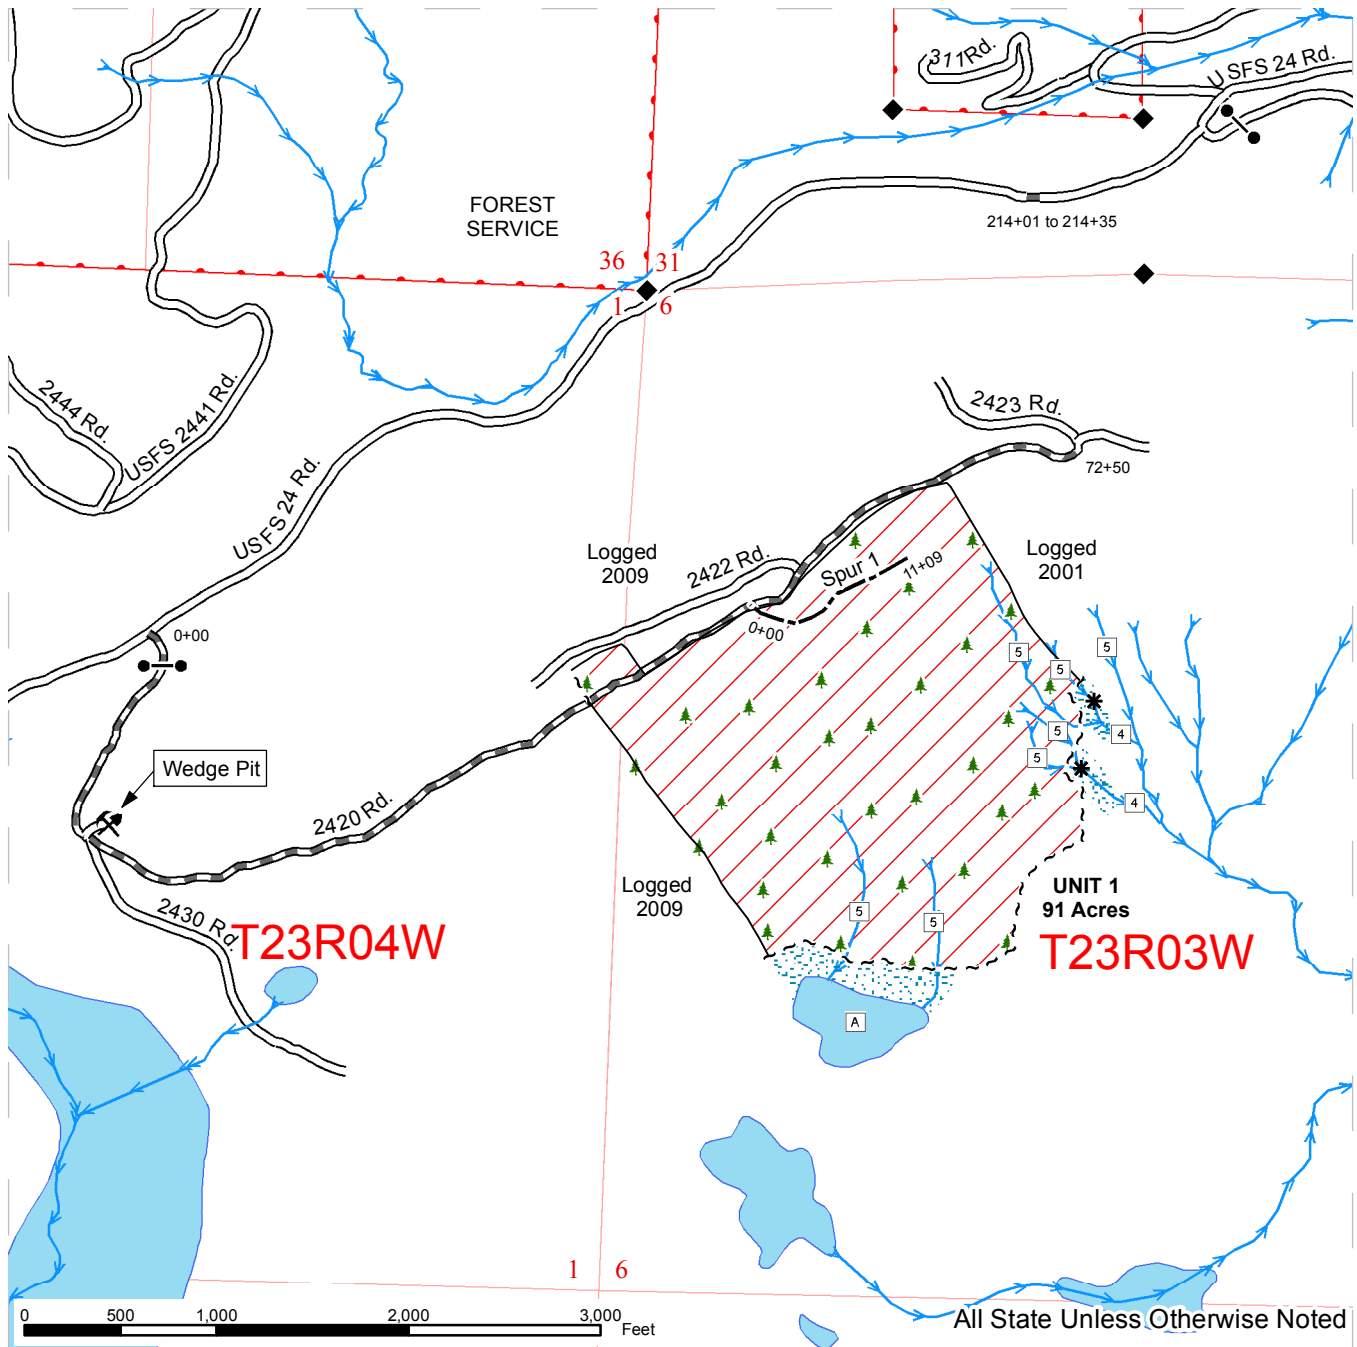 311Rd.
USFS 24 Rd.
FOREST
SERVICE
214+01 to 214+35
36 31
1 6
2444 Rd.
USFS 2441 Rd.
2423 Rd.
72+50
USFS 24 Rd.
Logged
2009
2422 Rd.
Spur 1
11+09
Logged
2001
0+00
0+00
5
5
5
5
4
5
4
Wedge Pit
2420 Rd.
Logged
2009
UNIT 1
91 Acres
2430 Rd.
T23R04W
5
5
T23R03W
A
1 6
0 500 1,000 2,000 3,000
Feet
All State Unless Otherwise Noted